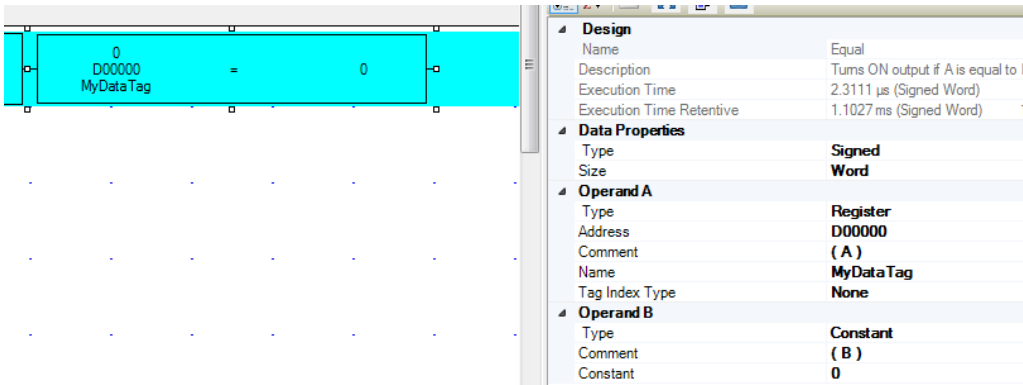 0
D00000 = 0
MyDataTag
Design
Name Equal
Description Turns ON output if A is equal to
Execution Time 2.3111 µs (Signed Word)
Execution Time Retentive 1.1027 ms (Signed Word)
Data Properties
Type Signed
Size Word
Operand A
Type Register
Address D00000
Comment ( A )
Name MyDataTag
Tag Index Type None
Operand B
Type Constant
Comment ( B )
Constant 0